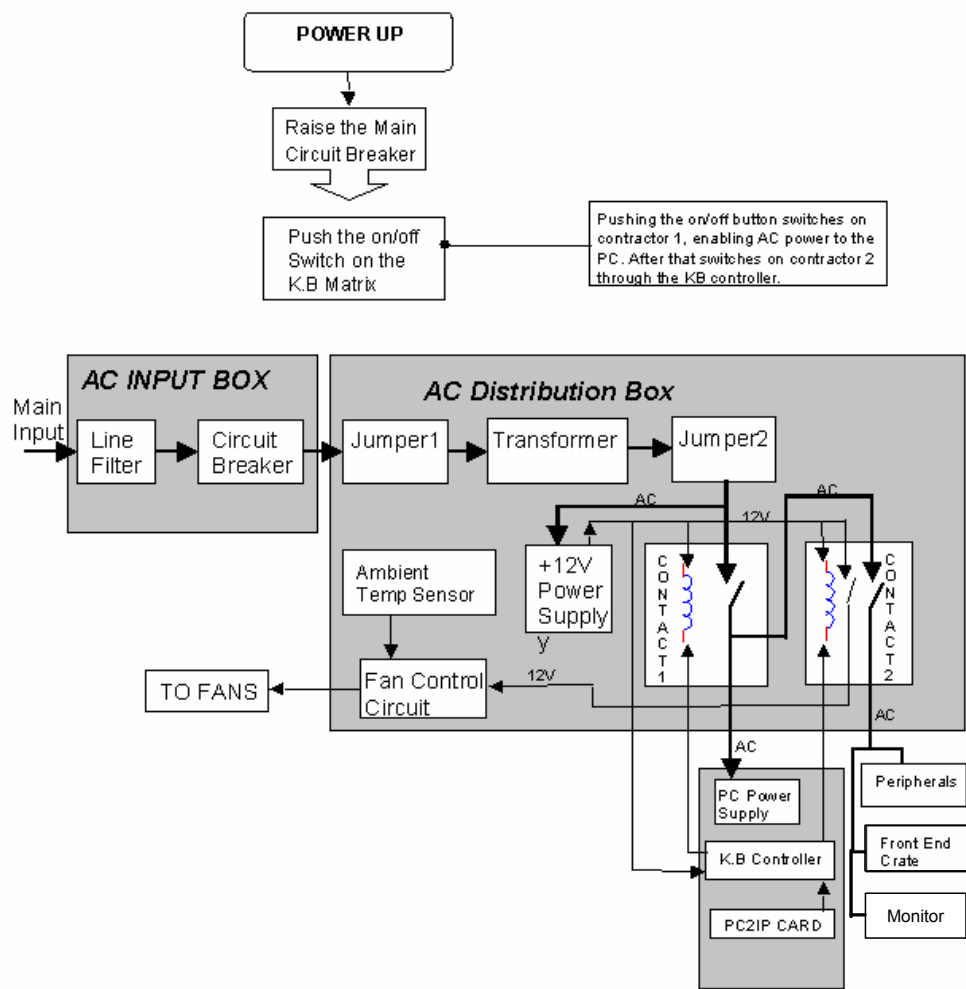 POWER UP
Raise the Main
Circuit Breaker
Push the on/off
Switch on the
K.B Matrix
Pushing the on/off button switches on
contractor 1, enabling AC power to the
PC. After that switches on contractor 2
through the KB controller.
AC INPUT BOX
AC Distribution Box
Main
Input
Line
Filter
Circuit
Breaker
Jumper1
Transformer
Jumper2
AC
AC
12V
+12V
Power
Supply
y
CONTACT1
CONTACT2
Ambient
Temp Sensor
TO FANS
Fan Control
Circuit
12V
AC
AC
PC Power
Supply
K.B Controller
PC2IP CARD
Peripherals
Front End
Crate
Monitor